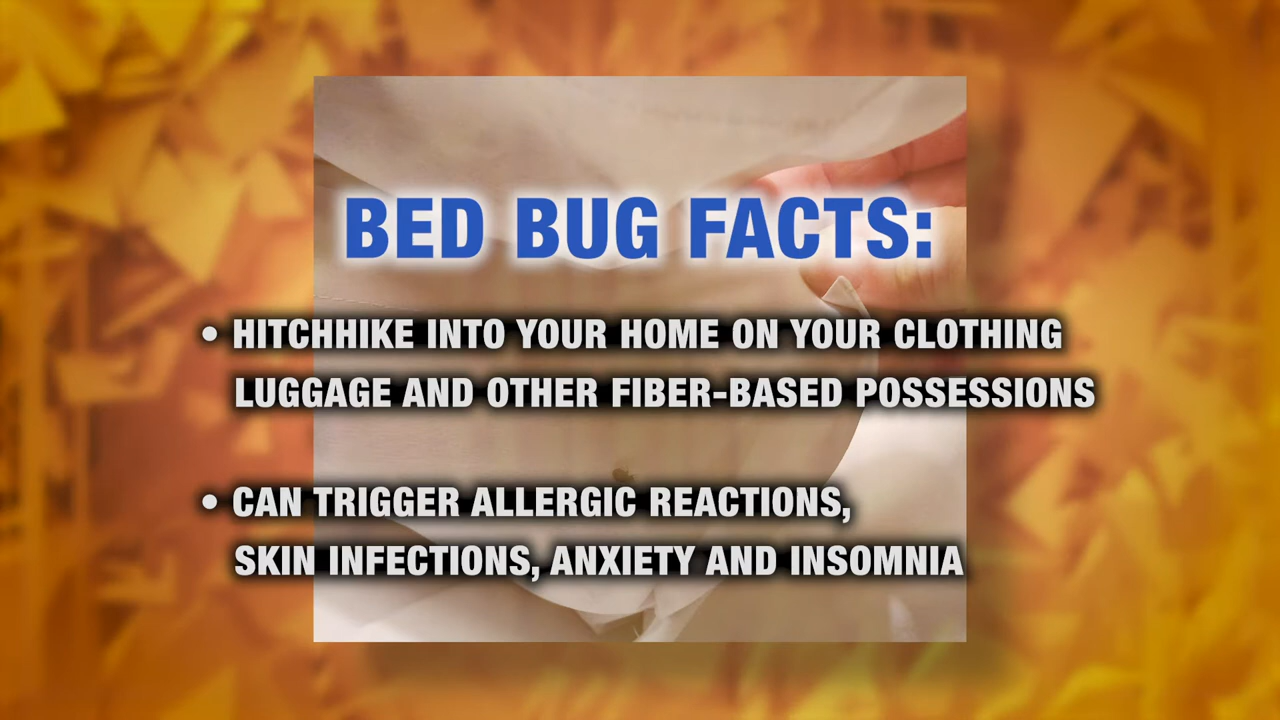 BED BUG FACTS:
• HITCHHIKE INTO YOUR HOME ON YOUR CLOTHING
LUGGAGE AND OTHER FIBER-BASED POSSESSIONS
• CAN TRIGGER ALLERGIC REACTIONS,
SKIN INFECTIONS, ANXIETY AND INSOMNIA